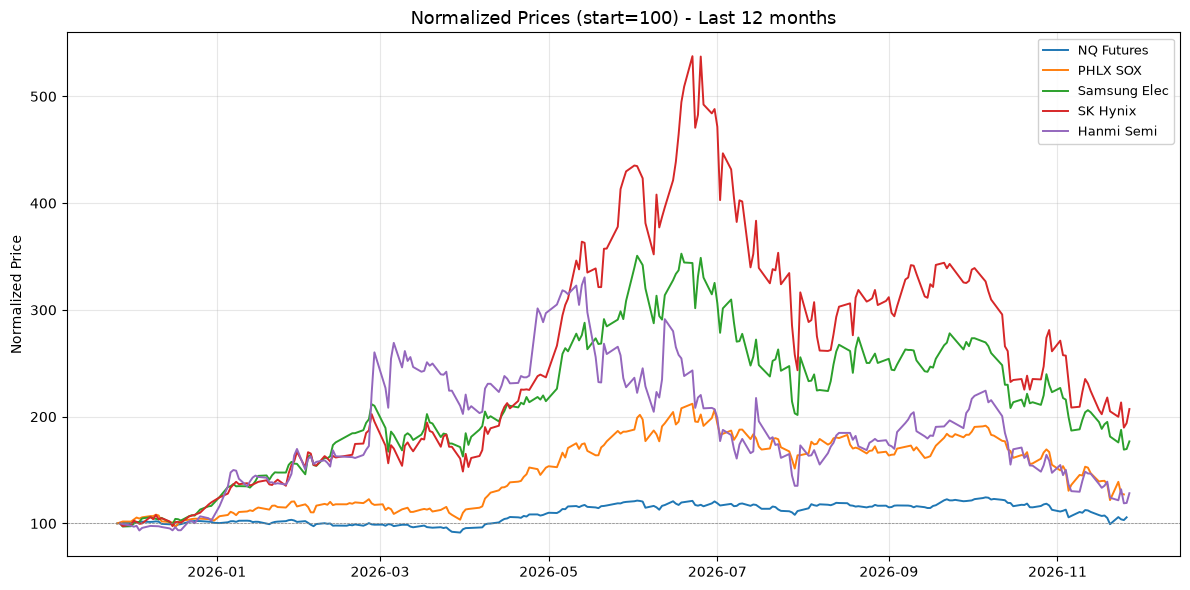 Normalized Prices (start=100) - Last 12 months
NQ Futures
PHLX SOX
Samsung Elec
SK Hynix
Hanmi Semi
Normalized Price
500
400
300
200
100
2026-01
2026-03
2026-05
2026-07
2026-09
2026-11